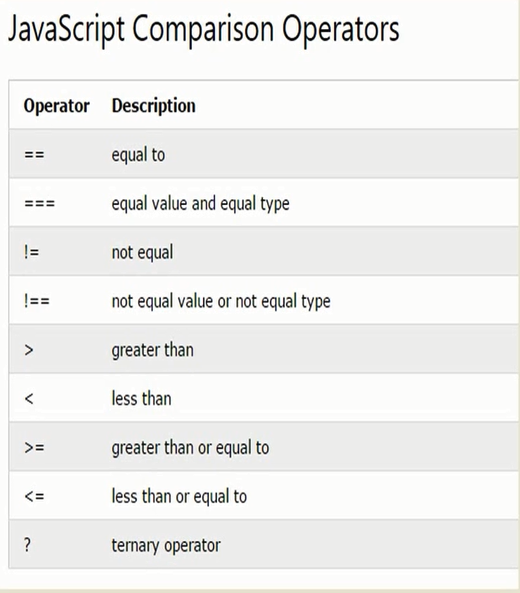 JavaScript Comparison Operators
Operator Description
== equal to
=== equal value and equal type
!= not equal
!== not equal value or not equal type
> greater than
< less than
>= greater than or equal to
<= less than or equal to
? ternary operator